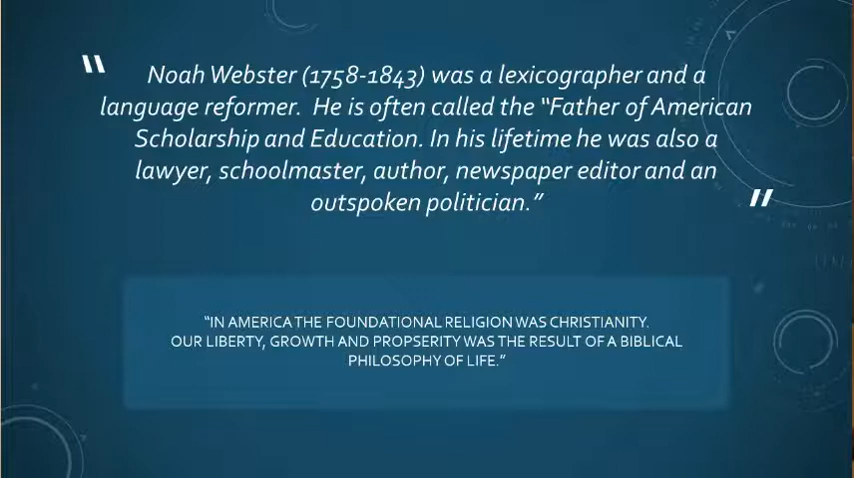 "
Noah Webster (1758-1843) was a lexicographer and a
language reformer.  He is often called the "Father of American
Scholarship and Education. In his lifetime he was also a
lawyer, schoolmaster, author, newspaper editor and an
outspoken politician."
"
"IN AMERICA THE FOUNDATIONAL RELIGION WAS CHRISTIANITY.
OUR LIBERTY, GROWTH AND PROPSERITY WAS THE RESULT OF A BIBLICAL
PHILOSOPHY OF LIFE."